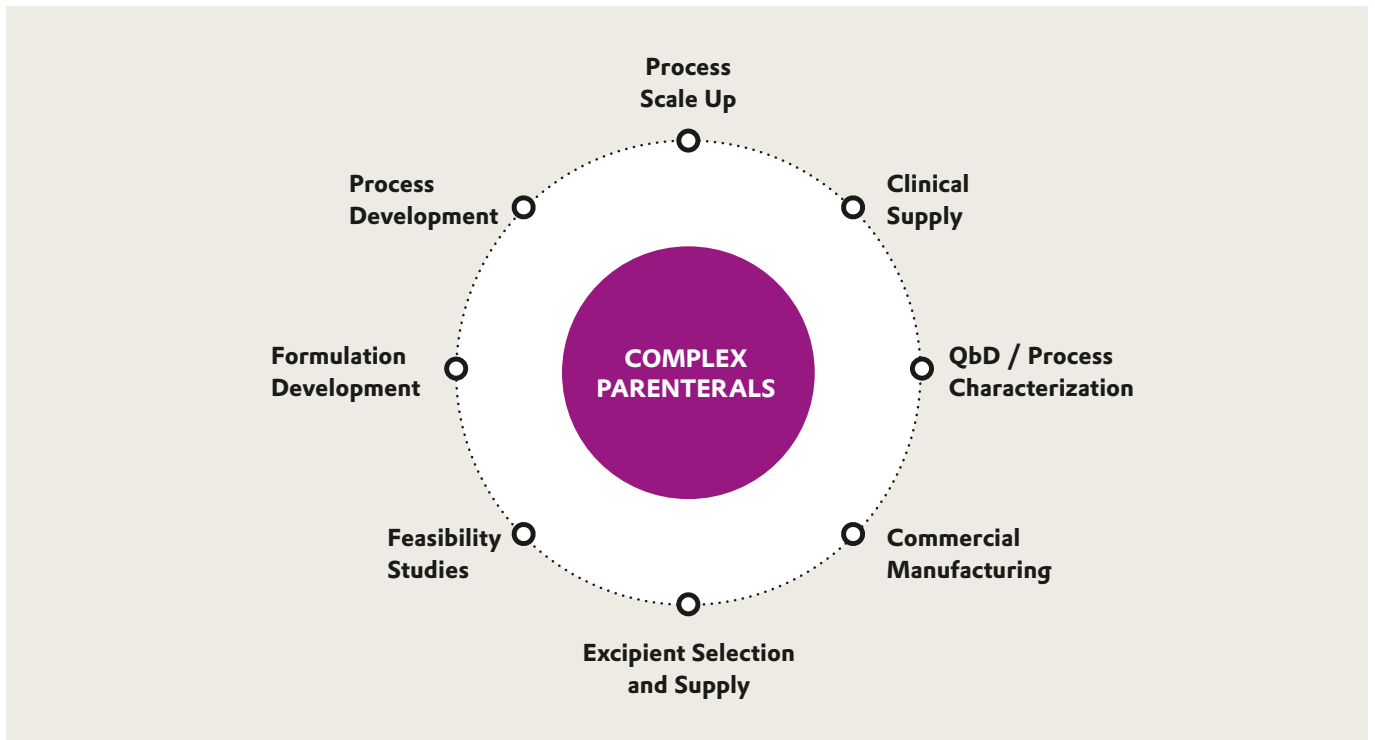 Process
Scale Up
Clinical
Supply
QbD / Process
Characterization
Commercial
Manufacturing
Excipient Selection
and Supply
Feasibility
Studies
Formulation
Development
Process
Development
COMPLEX
PARENTERALS